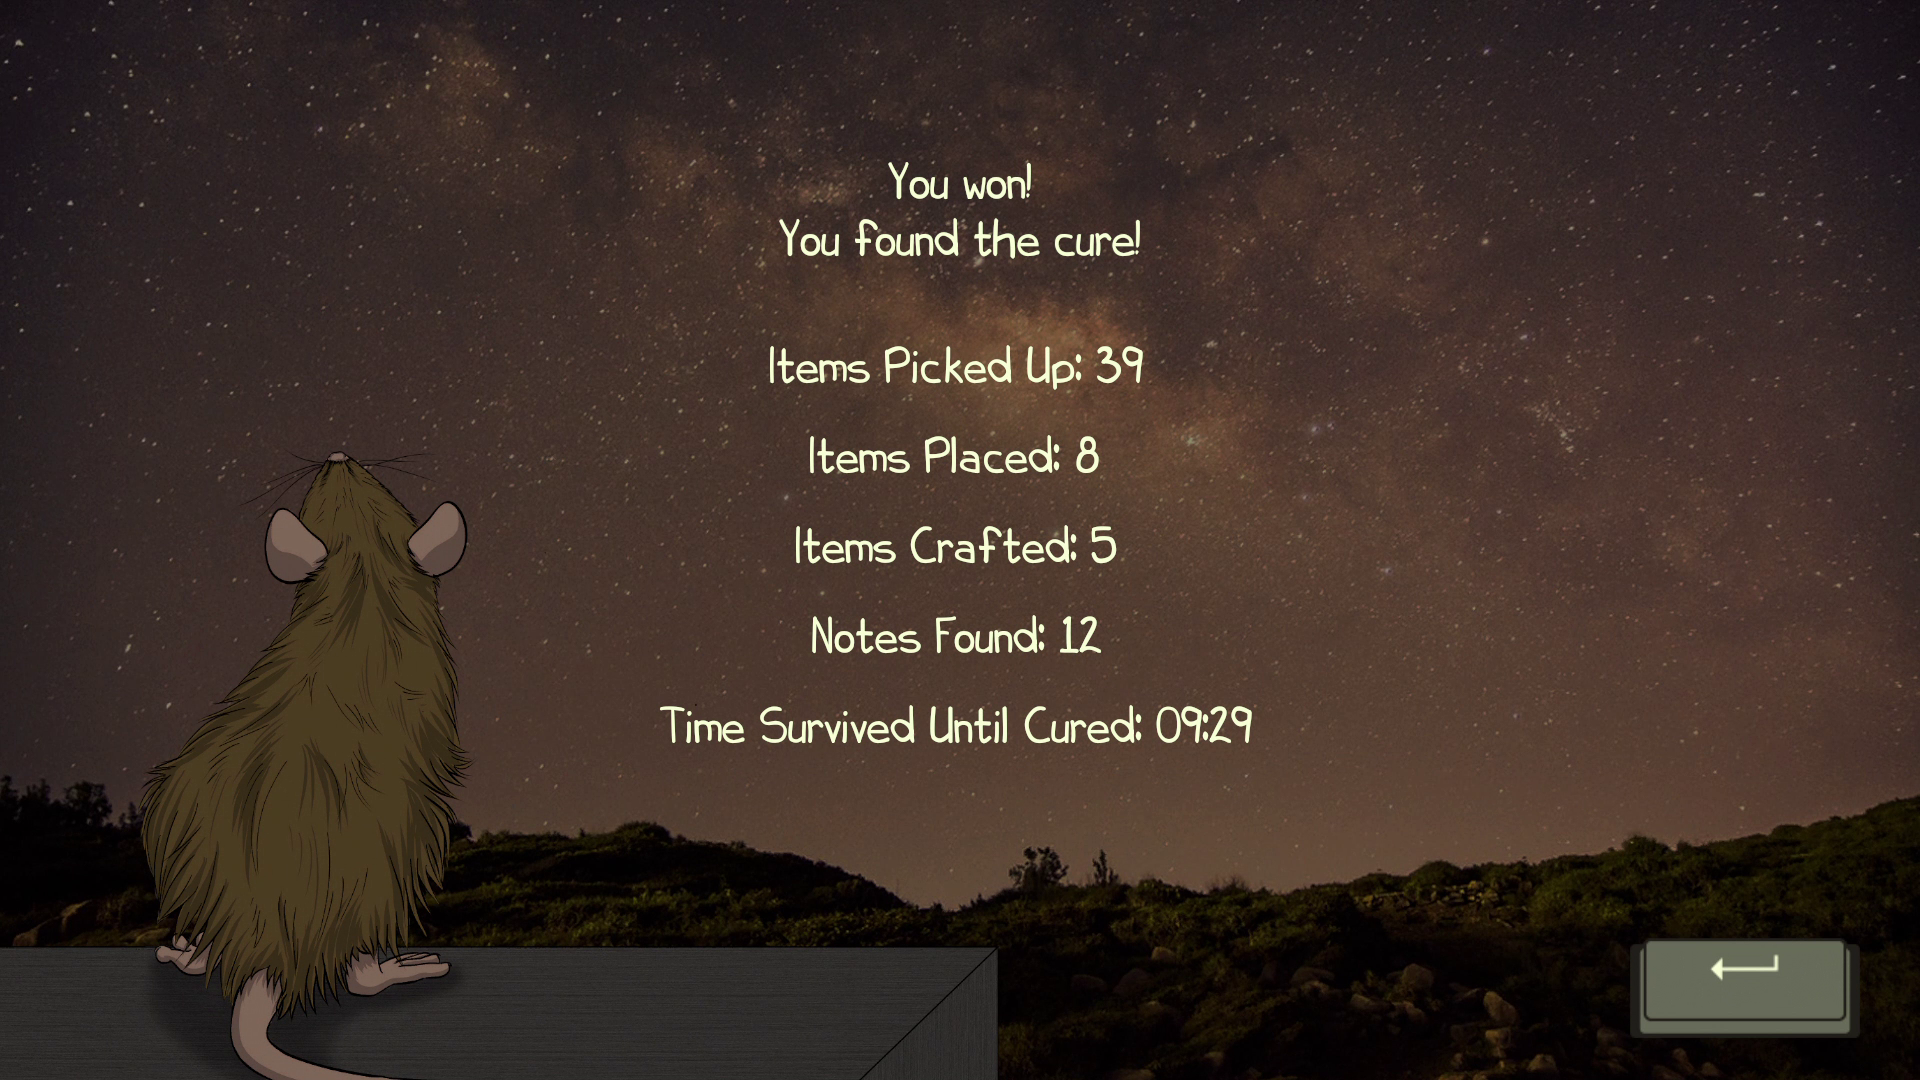 You won!
You found the cure!
Items Picked Up: 39
Items Placed: 8
Items Crafted: 5
Notes Found: 12
Time Survived Until Cured: 09:29